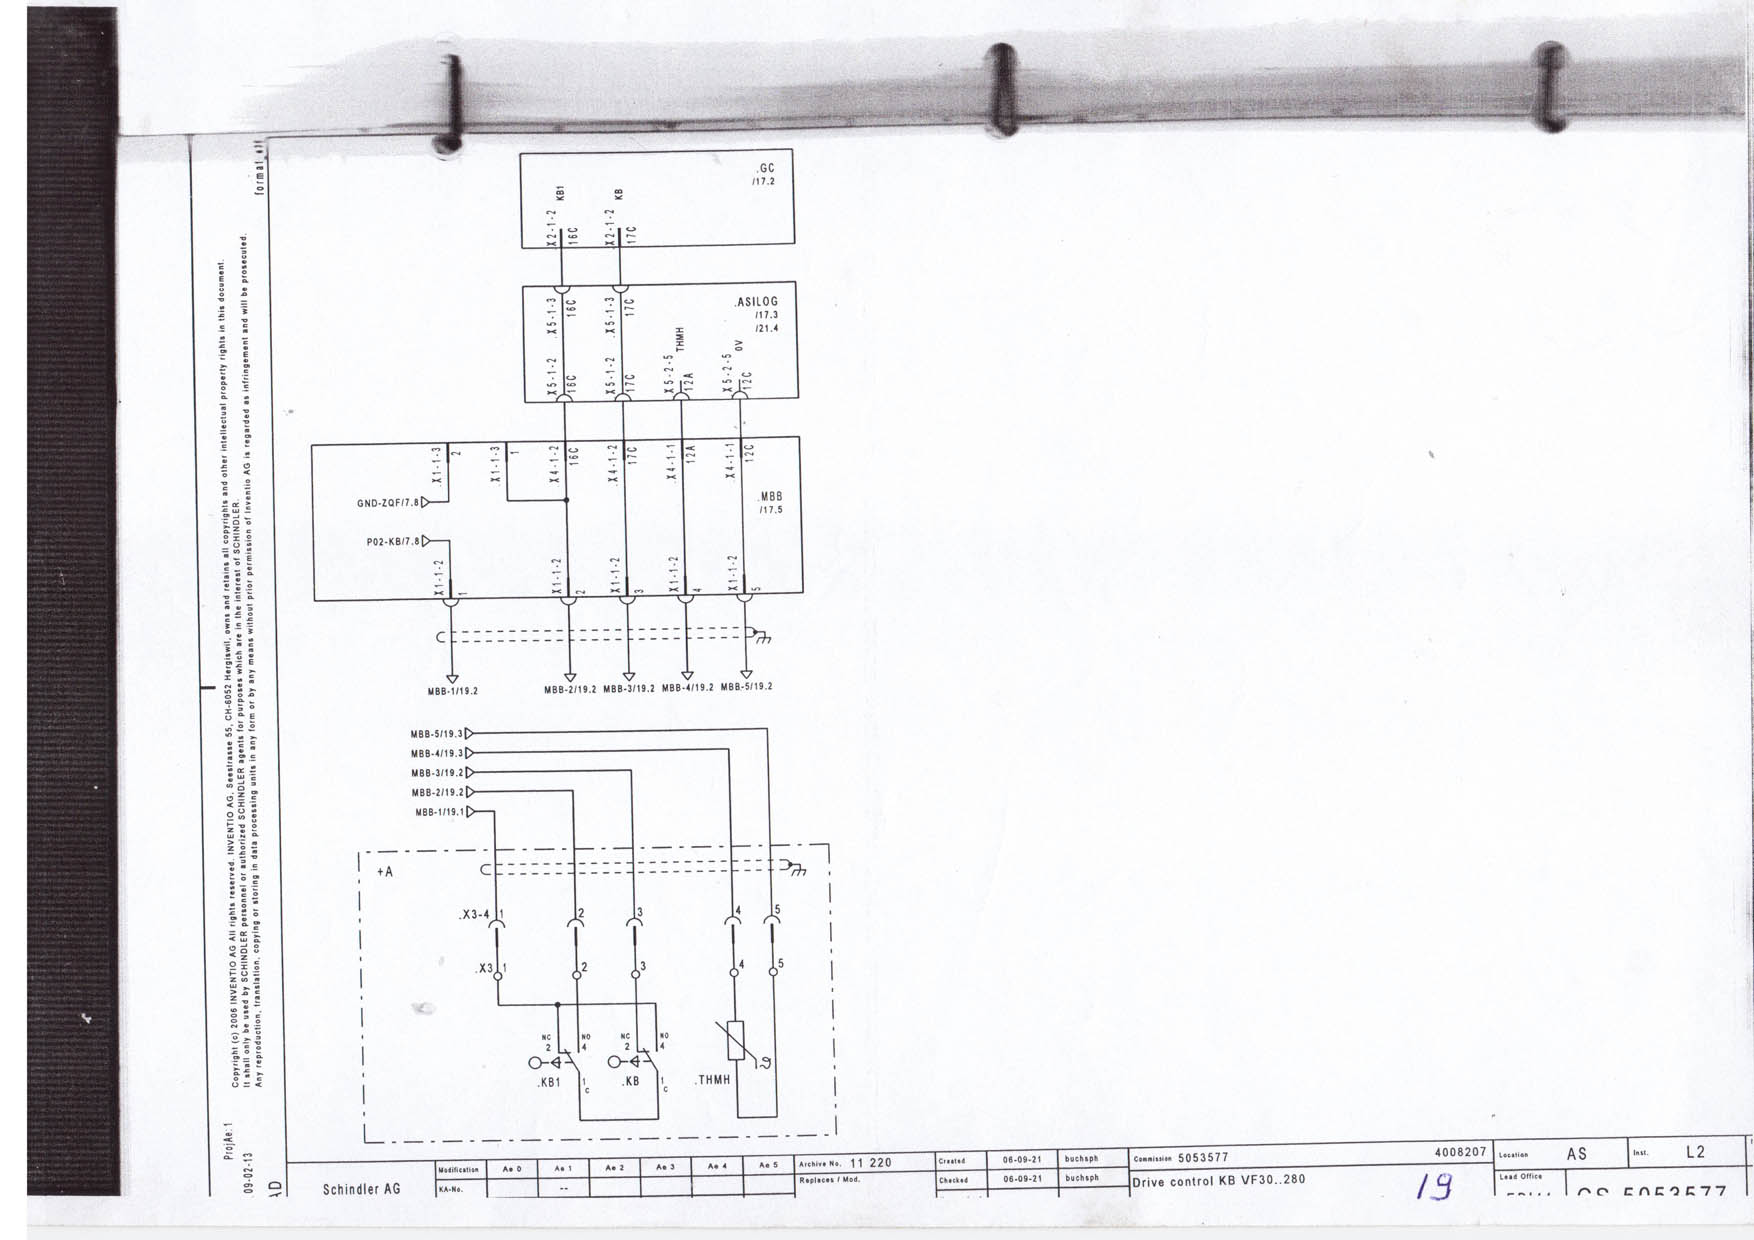 format_e3f
Copyright (c) 2006 INVENTIO AG All rights reserved. INVENTIO AG, Seestrasse 55, CH-6052 Hergiswil, owns and retains all copyrights and other intellectual property rights in this document.
It shall only be used by SCHINDLER personnel or authorized SCHINDLER agents for purposes which are in the interest of SCHINDLER.
Any reproduction, translation, copying or storing in data processing units in any form or by any means without prior permission of Inventio AG is regarded as infringement and will be prosecuted.
ProjAe:1
09-02-13
AD
.GC
/17.2
KB1 KB
X2-1-2 X2-1-2
16C 17C
.ASILOG
/17.3
/21.4
.X5-1-3 .X5-1-3
16C 17C
THMH 0V
X5-1-2 X5-1-2 X5-2-5 X5-2-5
16C 17C 12A 12C
.X1-1-3 .X1-1-3 .X4-1-2 .X4-1-2 .X4-1-1 .X4-1-1
2 1 16C 17C 12A 12C
GND-ZQF/7.8
.MBB
/17.5
P02-KB/7.8
X1-1-2 X1-1-2 X1-1-2 X1-1-2 X1-1-2
1 2 3 4 5
MBB-1/19.2 MBB-2/19.2 MBB-3/19.2 MBB-4/19.2 MBB-5/19.2
MBB-5/19.3
MBB-4/19.3
MBB-3/19.2
MBB-2/19.2
MBB-1/19.1
+A
.X3-4 1 2 3 4 5
.X3 1 2 3 4 5
NC NO NC NO
2 4 2 4
.KB1 1 .KB 1 .THMH ϑ
C C
Schindler AG
Modification Ae 0 Ae 1 Ae 2 Ae 3 Ae 4 Ae 5
KA-No. --
Archive No. 11 220
Replaces / Mod.
Created 06-09-21 buchsph
Checked 06-09-21 buchsph
Commission 5053577 4008207
Drive control KB VF30..280
19
Location AS Inst. L2
Lead Office
CS 5053577